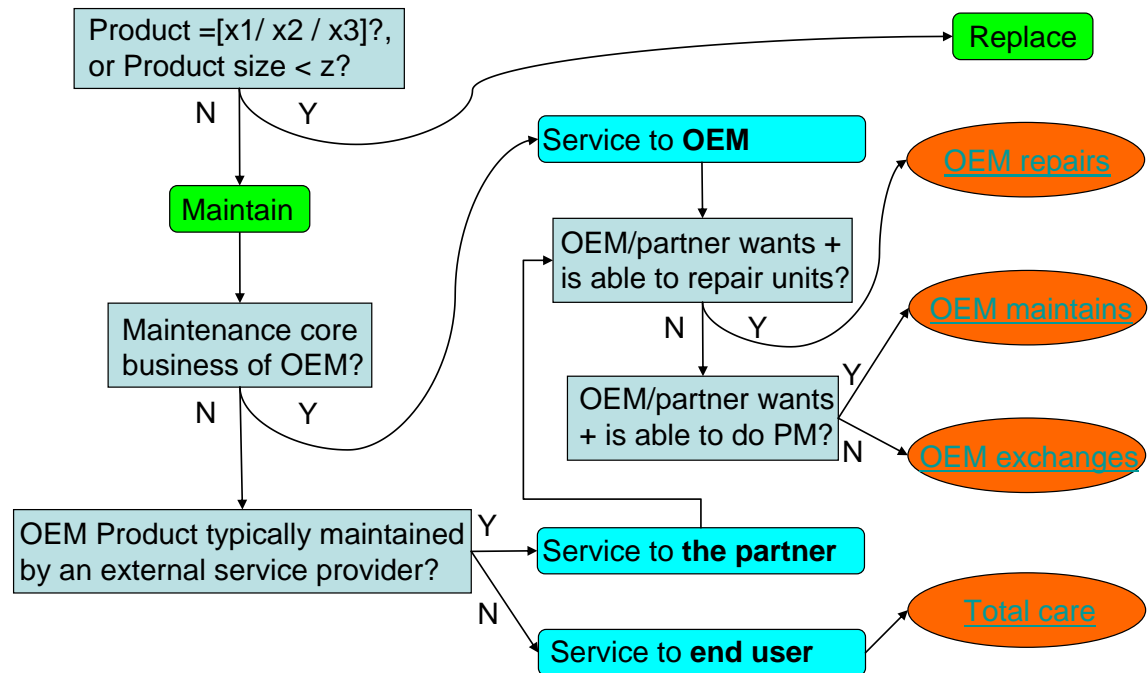 Product =[x1/ x2 / x3]?,
or Product size < z?
Replace
N
Y
Service to OEM
OEM repairs
Maintain
OEM/partner wants +
is able to repair units?
OEM maintains
Maintenance core
business of OEM?
N
Y
Y
N
Y
OEM/partner wants
+ is able to do PM?
N
OEM exchanges
OEM Product typically maintained
by an external service provider?
Y
Service to the partner
N
Total care
Service to end user